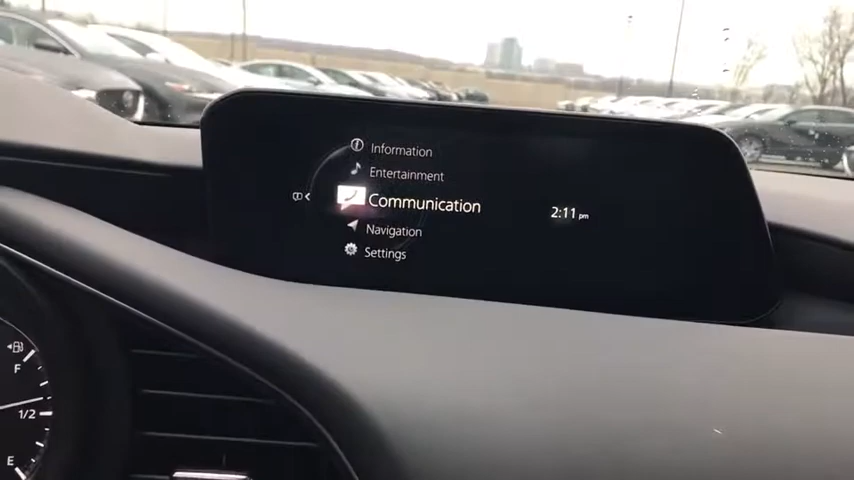 Information
Entertainment
Communication
2:11 pm
Navigation
Settings
F
1/2
E